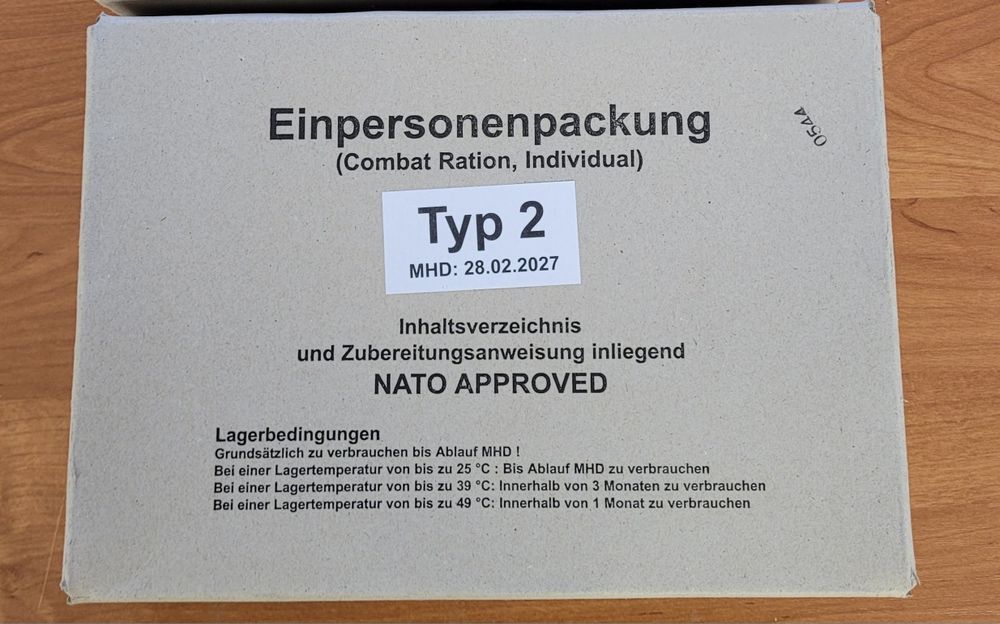 Einpersonenpackung
(Combat Ration, Individual)
0544
Typ 2
MHD: 28.02.2027
Inhaltsverzeichnis
und Zubereitungsanweisung inliegend
NATO APPROVED
Lagerbedingungen
Grundsätzlich zu verbrauchen bis Ablauf MHD !
Bei einer Lagertemperatur von bis zu 25 °C : Bis Ablauf MHD zu verbrauchen
Bei einer Lagertemperatur von bis zu 39 °C: Innerhalb von 3 Monaten zu verbrauchen
Bei einer Lagertemperatur von bis zu 49 °C: Innerhalb von 1 Monat zu verbrauchen